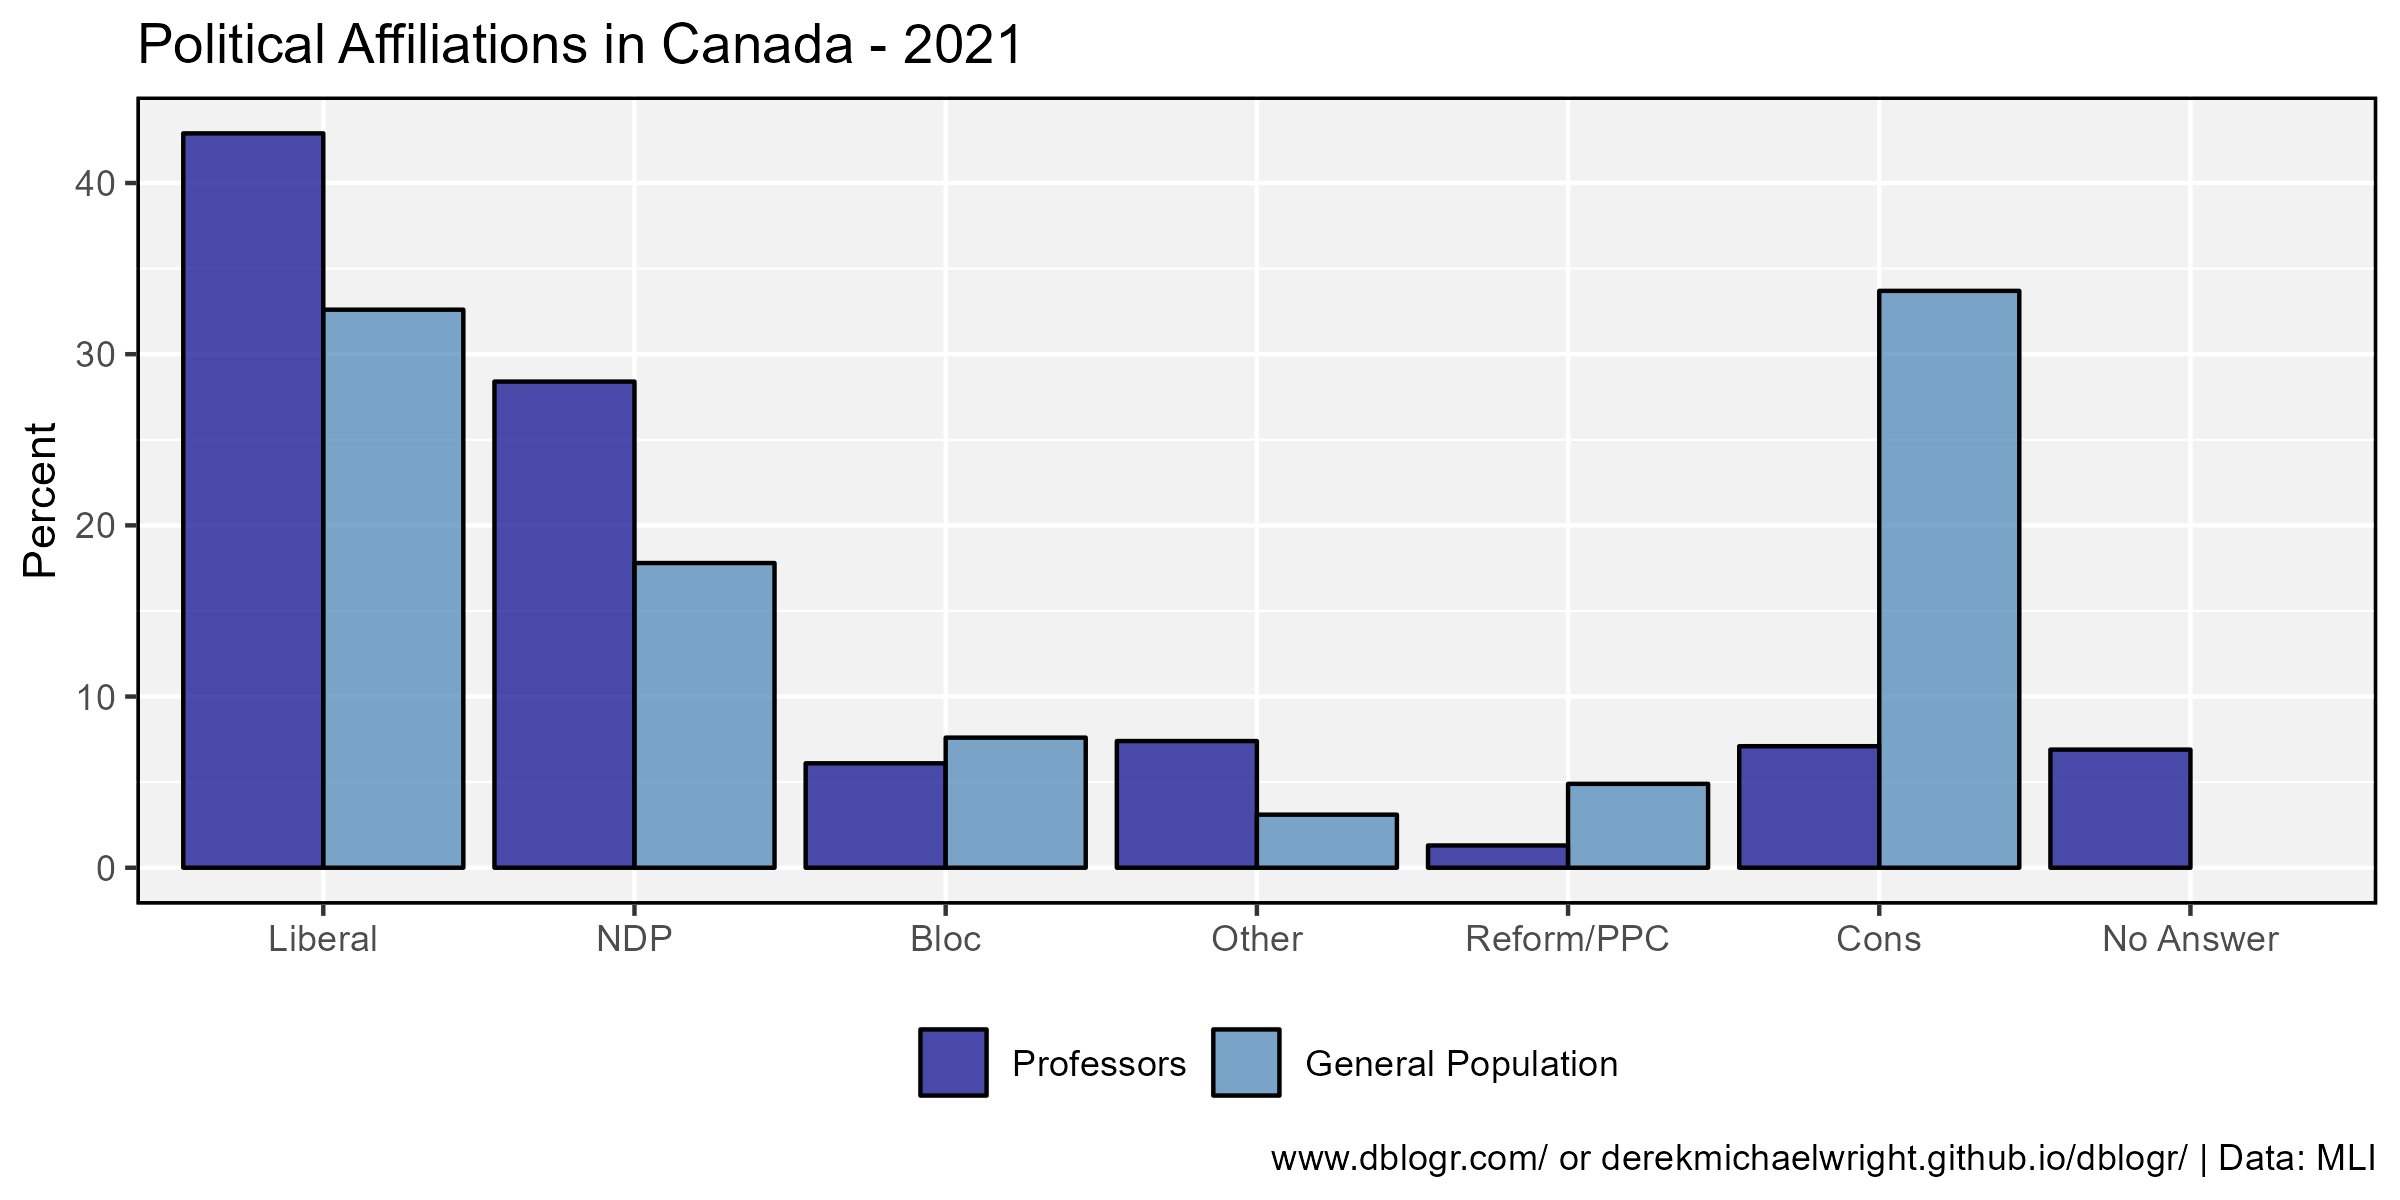 Political Affiliations in Canada - 2021
Percent
40
30
20
10
0
Liberal NDP Bloc Other Reform/PPC Cons No Answer
Professors General Population
www.dblogr.com/ or derekmichaelwright.github.io/dblogr/ | Data: MLI